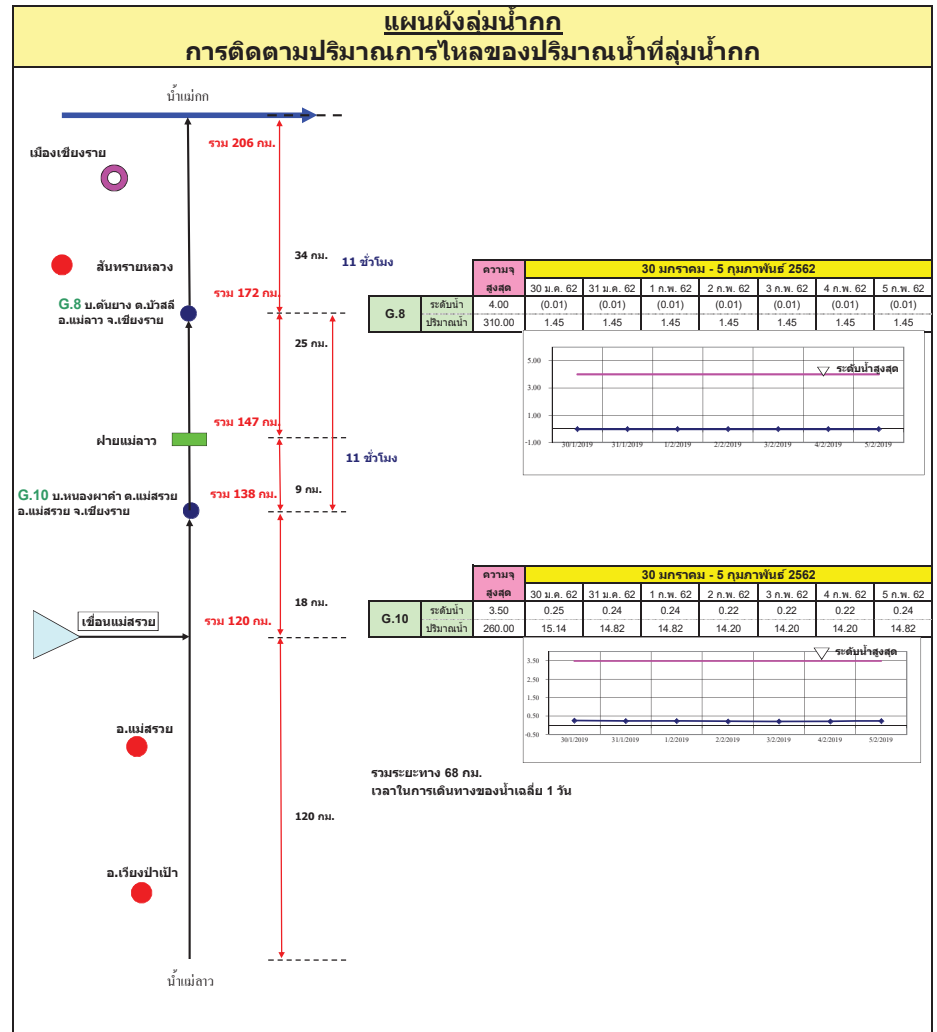 แผนผังลุ่มน้ำกก
การติดตามปริมาณการไหลของปริมาณน้ำที่ลุ่มน้ำกก
น้ำแม่กก
รวม 206 กม.
เมืองเชียงราย
34 กม.
11 ชั่วโมง
สันทรายหลวง
รวม 172 กม.
G.8 บ.ต้นยาง ต.บัวสลี
อ.แม่ลาว จ.เชียงราย
ความจุ 30 มกราคม - 5 กุมภาพันธ์ 2562
สูงสุด 30 ม.ค. 62 31 ม.ค. 62 1 ก.พ. 62 2 ก.พ. 62 3 ก.พ. 62 4 ก.พ. 62 5 ก.พ. 62
G.8 ระดับน้ำ 4.00 (0.01) (0.01) (0.01) (0.01) (0.01) (0.01) (0.01)
ปริมาณน้ำ 310.00 1.45 1.45 1.45 1.45 1.45 1.45 1.45
25 กม.
5.00
3.00
1.00
-1.00
ระดับน้ำสูงสุด
30/1/2019 31/1/2019 1/2/2019 2/2/2019 3/2/2019 4/2/2019 5/2/2019
รวม 147 กม.
ฝายแม่ลาว
11 ชั่วโมง
G.10 บ.หนองผาคำ ต.แม่สรวย
อ.แม่สรวย จ.เชียงราย
รวม 138 กม.
9 กม.
ความจุ 30 มกราคม - 5 กุมภาพันธ์ 2562
สูงสุด 30 ม.ค. 62 31 ม.ค. 62 1 ก.พ. 62 2 ก.พ. 62 3 ก.พ. 62 4 ก.พ. 62 5 ก.พ. 62
G.10 ระดับน้ำ 3.50 0.25 0.24 0.24 0.22 0.22 0.22 0.24
ปริมาณน้ำ 260.00 15.14 14.82 14.82 14.20 14.20 14.20 14.82
18 กม.
เขื่อนแม่สรวย
รวม 120 กม.
3.50
2.50
1.50
0.50
-0.50
ระดับน้ำสูงสุด
30/1/2019 31/1/2019 1/2/2019 2/2/2019 3/2/2019 4/2/2019 5/2/2019
อ.แม่สรวย
รวมระยะทาง 68 กม.
เวลาในการเดินทางของน้ำเฉลี่ย 1 วัน
120 กม.
อ.เวียงป่าเป้า
น้ำแม่ลาว